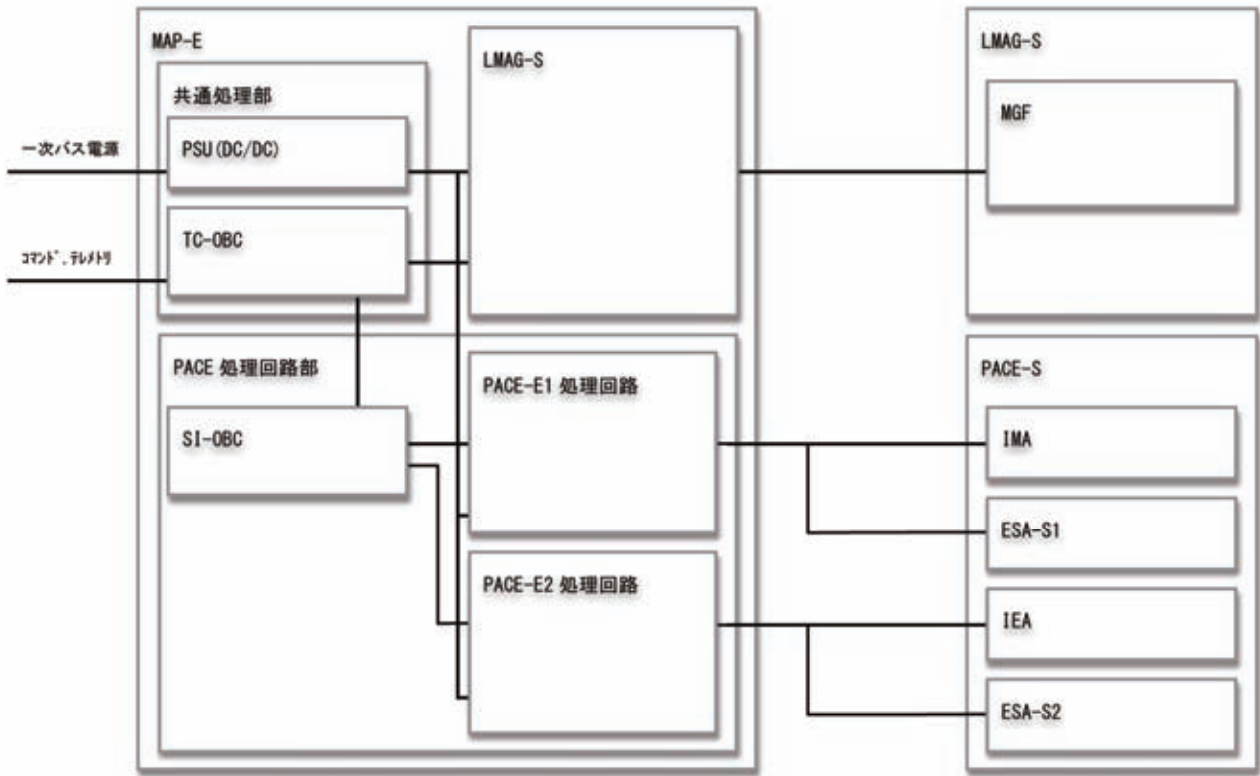 MAP-E
共通処理部
一次バス電源
PSU(DC/DC)
TC-OBC
コマンド、テレメトリ
LMAG-S
PACE 処理回路部
SI-OBC
PACE-E1 処理回路
PACE-E2 処理回路
LMAG-S
MGF
PACE-S
IMA
ESA-S1
IEA
ESA-S2